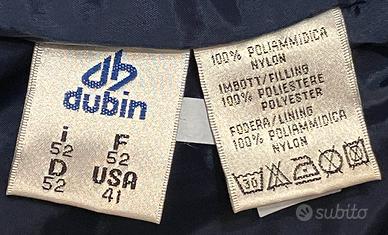 dubin
i F
52 52
D USA
52 41
100% POLIAMMIDICA
NYLON
IMBOTT/FILLING
100% POLIESTERE
POLYESTER
FODERA/LINING
100% POLIAMMIDICA
NYLON
30
subito